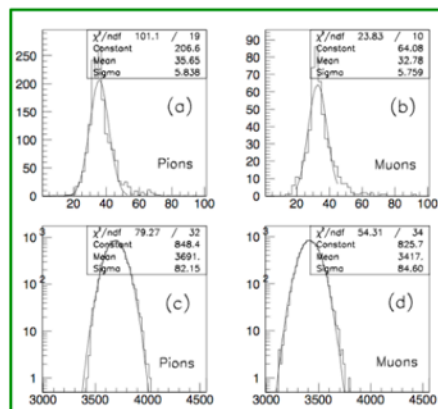 χ²/ndf 101.1 / 19
Constant 206.6
Mean 35.65
Sigma 5.838
250
200
150
100
50
0
(a)
Pions
20 40 60 80 100
χ²/ndf 23.83 / 10
Constant 64.08
Mean 32.78
Sigma 5.759
90
80
70
60
50
40
30
20
10
0
(b)
Muons
20 40 60 80 100
χ²/ndf 79.27 / 32
Constant 848.4
Mean 3691.
Sigma 82.15
10³
10²
10
1
(c)
Pions
3000 3500 4000 4500
χ²/ndf 54.31 / 34
Constant 825.7
Mean 3417.
Sigma 84.60
10³
10²
10
1
(d)
Muons
3000 3500 4000 4500